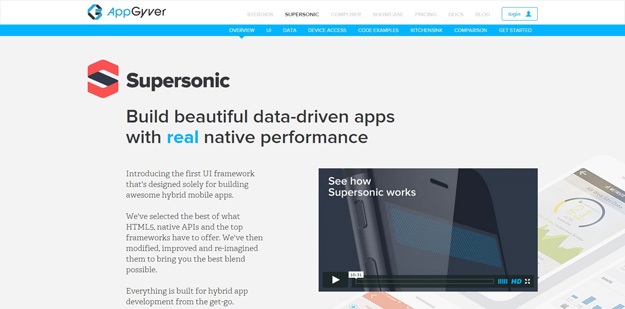 AppGyver
STEROIDS SUPERSONIC COMPOSER SHOWCASE PRICING DOCS BLOG login
OVERVIEW UI DATA DEVICE ACCESS CODE EXAMPLES KITCHENSINK COMPARISON GET STARTED
Supersonic
Build beautiful data-driven apps
with real native performance
Introducing the first UI framework
that's designed solely for building
awesome hybrid mobile apps.
We've selected the best of what
HTML5, native APIs and the top
frameworks have to offer. We've then
modified, improved and re-imagined
them to bring you the best blend
possible.
Everything is built for hybrid app
development from the get-go.
See how
Supersonic works
10:31
HD